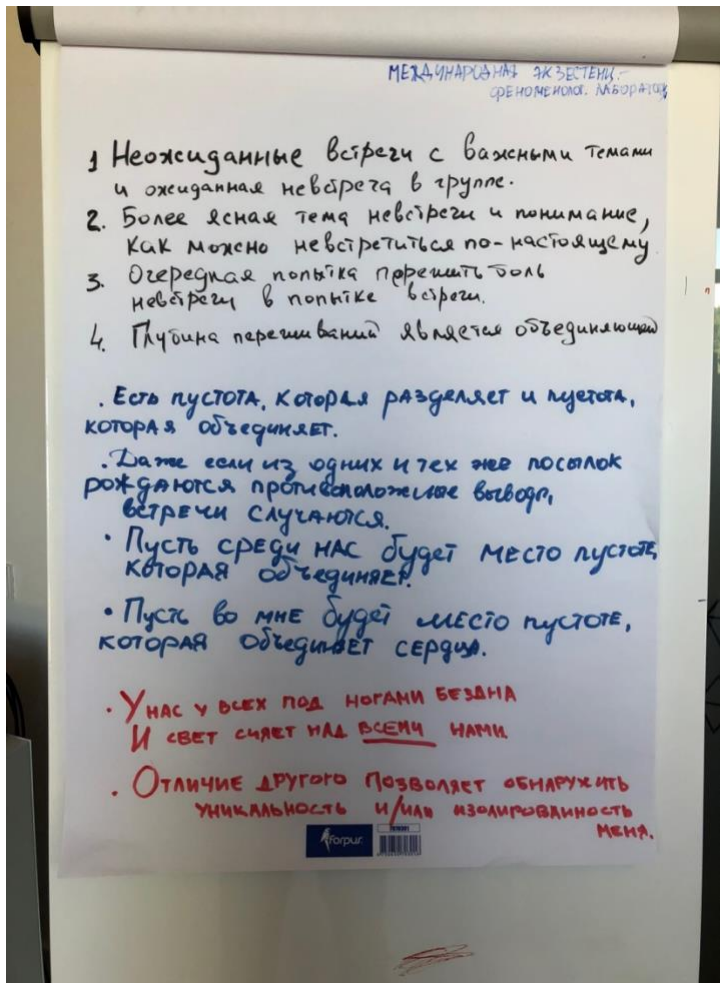 МЕЖДУНАРОДНАЯ ЭКЗЕСТЕНЦ.-
ФЕНОМЕНОЛОГ. ЛАБОРАТОРИЯ
1 Неожиданные встречи с важными темами
и ожиданная невстреча в группе.
2. Более ясная тема невстречи и понимание,
как можно невстретиться по-настоящему
3. Очередная попытка пережить боль
невстречи в попытке встречи.
4. Глубина переживаний является объединяющей
. Есть пустота, которая разделяет и пустота,
которая объединяет.
. Даже если из одних и тех же посылок
рождаются противоположные выводы,
встречи случаются.
• Пусть среди нас будет место пустоте,
которая объединяет.
• Пусть во мне будет место пустоте,
которая объединяет сердца.
• У нас у всех под ногами бездна
И свет сияет над всеми нами.
. Отличие другого позволяет обнаружить
уникальность и/или изолированность
меня.
forpus